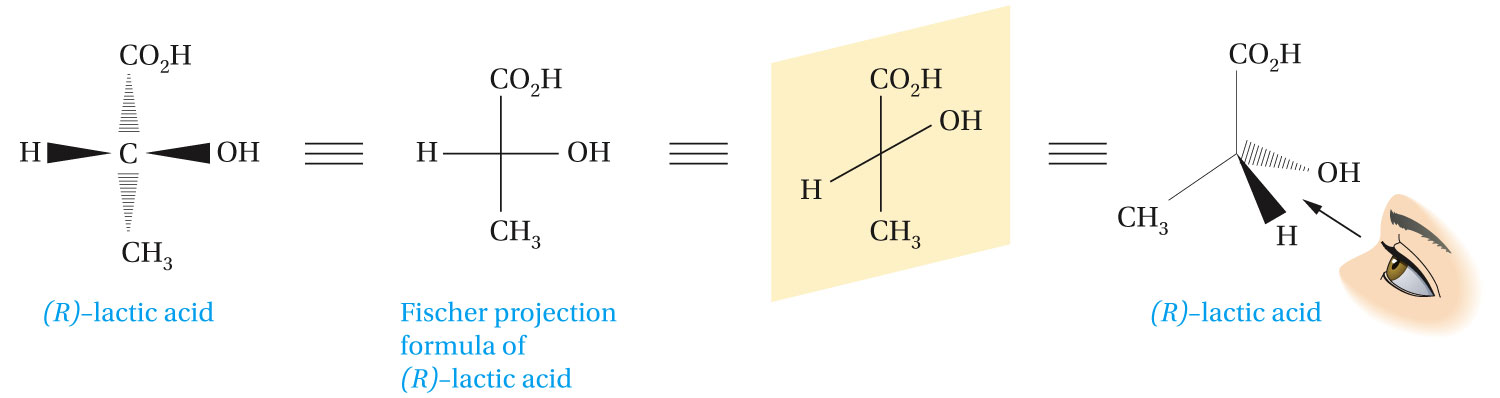 CO₂H
H C OH
CH₃
(R)–lactic acid
CO₂H
H OH
CH₃
Fischer projection
formula of
(R)–lactic acid
CO₂H
OH
H
CH₃
CO₂H
OH
CH₃
H
(R)–lactic acid